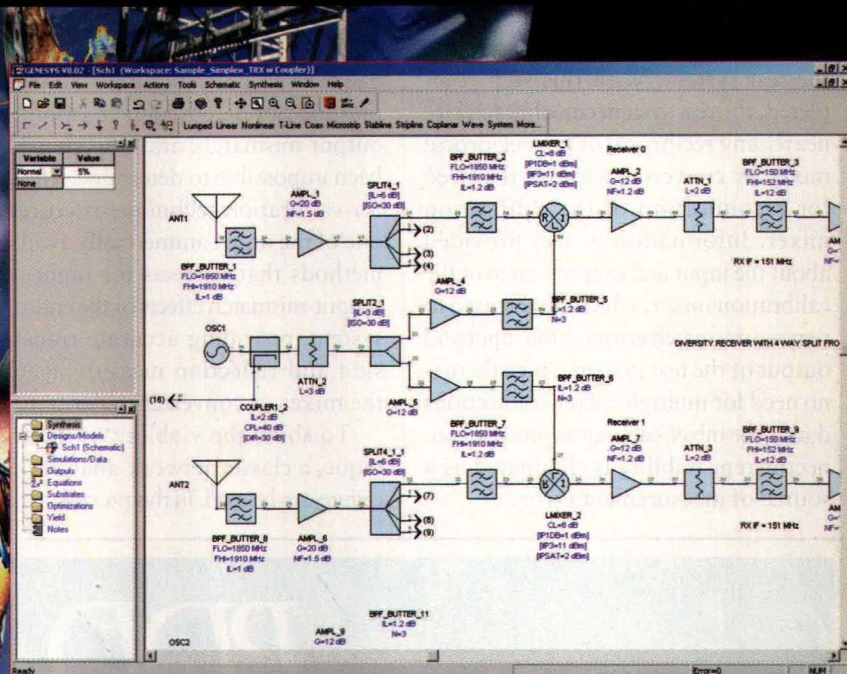 GENESYS V8.02 - [Sch1 (Workspace: Sample_Simplex_TRX w Coupler)]
File Edit View Workspace Actions Tools Schematic Synthesis Window Help
Lumped Linear Nonlinear T-Line Coax Microstrip Slabline Stripline Coplanar Wave System More...
Variable Value
Normal 5%
None
Synthesis
Designs/Models
Sch1 (Schematic)
Simulations/Data
Outputs
Equations
Substrates
Optimizations
Yield
Notes
ANT1
BPF_BUTTER_1
FLO=1850 MHz
FHI=1910 MHz
IL=1 dB
AMPL_1
G=20 dB
NF=1.5 dB
SPLIT4_1
[IL=6 dB]
[ISO=30 dB]
(2)
(3)
(4)
BPF_BUTTER_2
FLO=1850 MHz
FHI=1910 MHz
IL=1.2 dB
LMIXER_1
CL=8 dB
[IP1DB=1 dBm]
[IP3=11 dBm]
[IPSAT=2 dBm]
R I
L
Receiver 0
AMPL_2
G=12 dB
NF=1.2 dB
ATTN_1
L=2 dB
BPF_BUTTER_3
FLO=150 MHz
FHI=152 MHz
IL=12 dB
RX IF = 151 MHz
OSC1
COUPLER1_2
IL=.2 dB
CPL=40 dB
[DIR=30 dB]
(16)
ATTN_2
L=3 dB
SPLIT2_1
[IL=3 dB]
[ISO=30 dB]
AMPL_4
G=12 dB
BPF_BUTTER_5
IL=1.2 dB
N=3
DIVERSITY RECEIVER WITH 4 WAY SPLIT FRO
AMPL_5
G=12 dB
BPF_BUTTER_6
IL=1.2 dB
N=3
ANT2
BPF_BUTTER_8
FLO=1850 MHz
FHI=1910 MHz
IL=1 dB
AMPL_6
G=20 dB
NF=1.5 dB
SPLIT4_1_1
[IL=6 dB]
[ISO=30 dB]
(7)
(8)
(9)
BPF_BUTTER_7
FLO=1850 MHz
FHI=1910 MHz
IL=1.2 dB
LMIXER_2
CL=8 dB
[IP1DB=1 dBm]
[IP3=11 dBm]
[IPSAT=2 dBm]
Receiver 1
AMPL_7
G=12 dB
NF=1.2 dB
ATTN_3
L=2 dB
BPF_BUTTER_9
FLO=150 MHz
FHI=152 MHz
IL=12 dB
RX IF = 151 MHz
OSC2
AMPL_9
G=12 dB
BPF_BUTTER_11
IL=1.2 dB
N=3
Ready
Error=0
NUM